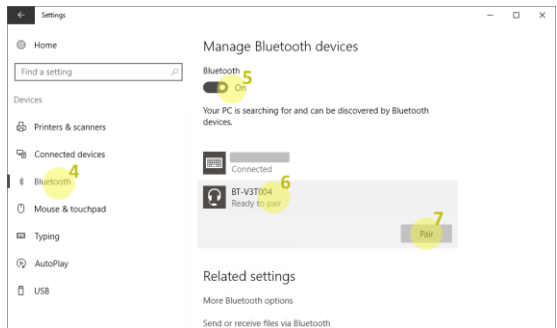 Settings
Home
Find a setting
Devices
Printers & scanners
Connected devices
4
Bluetooth
Mouse & touchpad
Typing
AutoPlay
USB
Manage Bluetooth devices
Bluetooth
5
On
Your PC is searching for and can be discovered by Bluetooth
devices.
Connected
6
BT-V3T004
Ready to pair
7
Pair
Related settings
More Bluetooth options
Send or receive files via Bluetooth